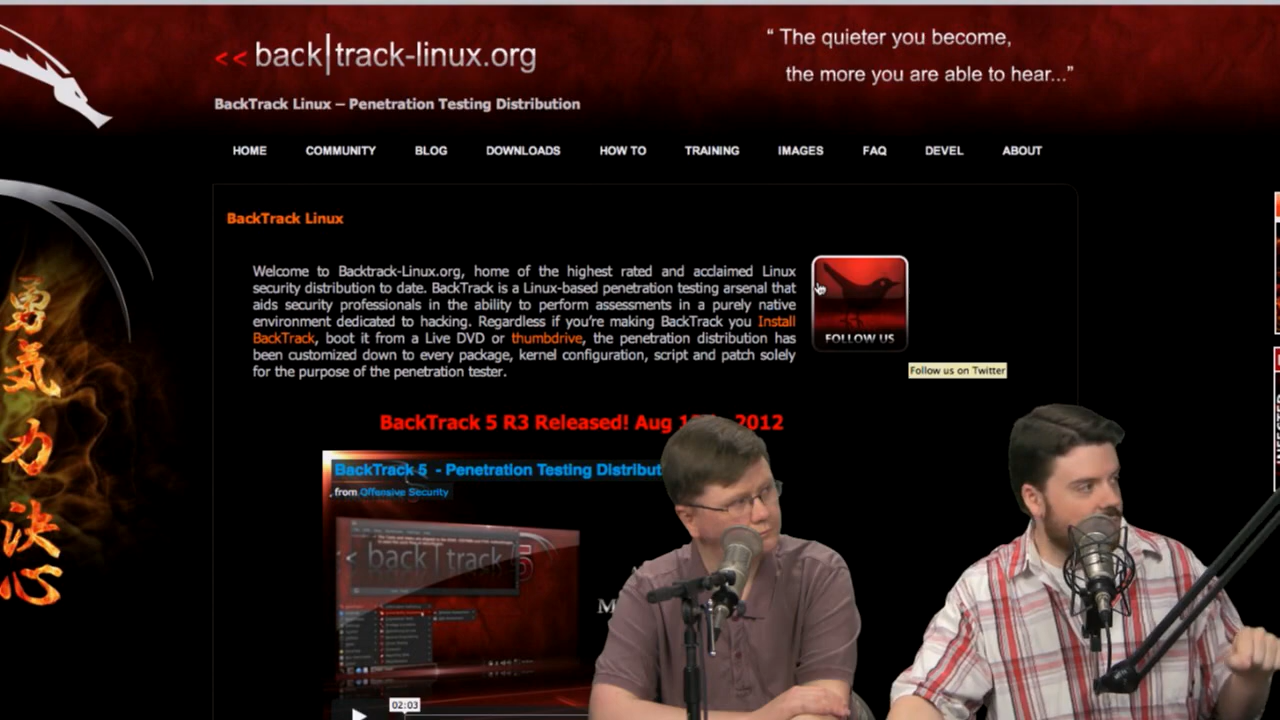 << back|track-linux.org
“ The quieter you become,
the more you are able to hear...”
BackTrack Linux – Penetration Testing Distribution
HOME COMMUNITY BLOG DOWNLOADS HOW TO TRAINING IMAGES FAQ DEVEL ABOUT
BackTrack Linux
Welcome to Backtrack-Linux.org, home of the highest rated and acclaimed Linux
security distribution to date. BackTrack is a Linux-based penetration testing arsenal that
aids security professionals in the ability to perform assessments in a purely native
environment dedicated to hacking. Regardless if you’re making BackTrack you Install
BackTrack, boot it from a Live DVD or thumbdrive, the penetration distribution has
been customized down to every package, kernel configuration, script and patch solely
for the purpose of the penetration tester.
FOLLOW US
Follow us on Twitter
BackTrack 5 R3 Released! Aug 2012
BackTrack 5 - Penetration Testing Distribut
from Offensive Security
<< back|track 5
02:03
勇
気
力
決
心